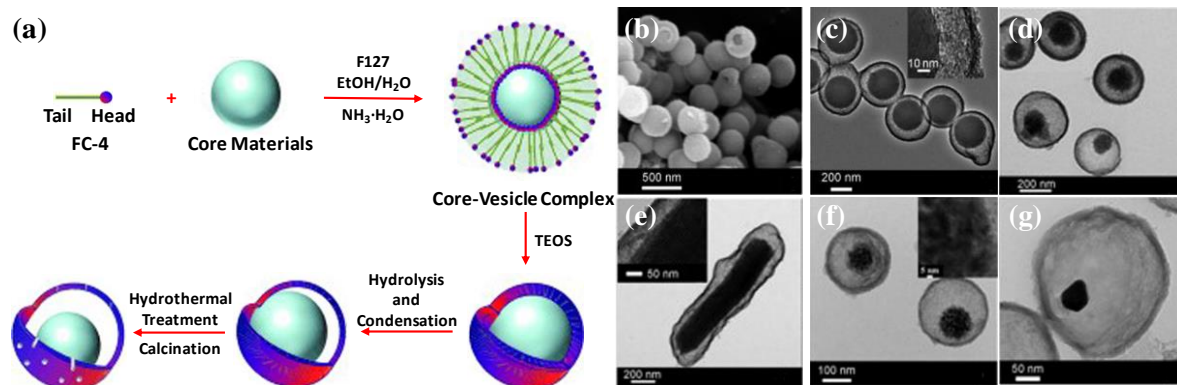 (a)
F127
EtOH/H₂O
NH₃·H₂O
+
Tail Head
FC-4
Core Materials
Core-Vesicle Complex
TEOS
Hydrolysis
and
Condensation
Hydrothermal
Treatment
Calcination
(b)
500 nm
(c)
10 nm
200 nm
(d)
200 nm
(e)
50 nm
200 nm
(f)
5 nm
100 nm
(g)
50 nm